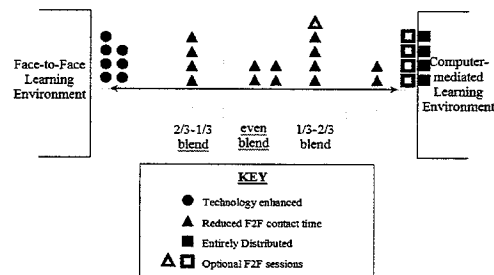 Face-to-Face
Learning
Environment
Computer-
mediated
Learning
Environment
2/3-1/3
blend
even
blend
1/3-2/3
blend
KEY
Technology enhanced
Reduced F2F contact time
Entirely Distributed
Optional F2F sessions